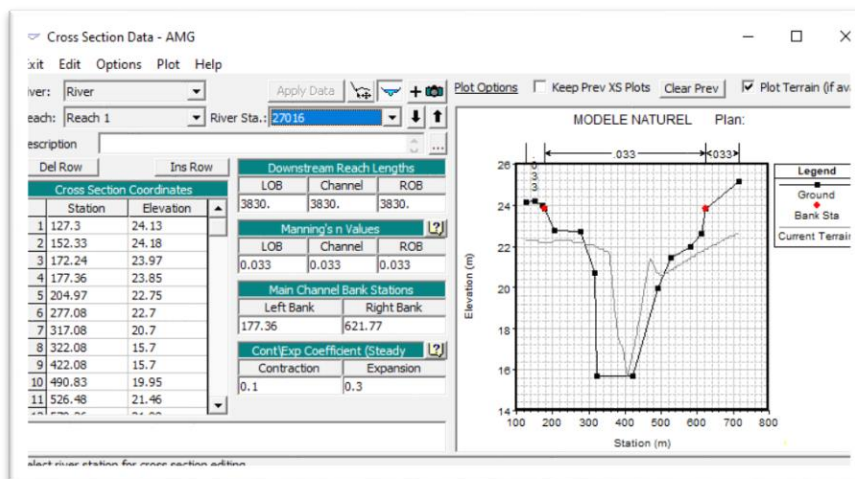 Cross Section Data - AMG
xit Edit Options Plot Help
ver: River Apply Data Plot Options Keep Prev XS Plots Clear Prev Plot Terrain (if ava
each: Reach 1 River Sta.: 27016
escription ...
Del Row Ins Row
Cross Section Coordinates
Station Elevation
1 127.3 24.13
2 152.33 24.18
3 172.24 23.97
4 177.36 23.85
5 204.97 22.75
6 277.08 22.7
7 317.08 20.7
8 322.08 15.7
9 422.08 15.7
10 490.83 19.95
11 526.48 21.46
Downstream Reach Lengths
LOB Channel ROB
3830. 3830. 3830.
Manning's n Values
LOB Channel ROB
0.033 0.033 0.033
Main Channel Bank Stations
Left Bank Right Bank
177.36 621.77
Cont\Exp Coefficient (Steady
Contraction Expansion
0.1 0.3
elect river station for cross section editing
MODELE NATUREL Plan:
.033 .033 .033
26
24
22
20
18
16
14
Elevation (m)
100 200 300 400 500 600 700 800
Station (m)
Legend
Ground
Bank Sta
Current Terrain